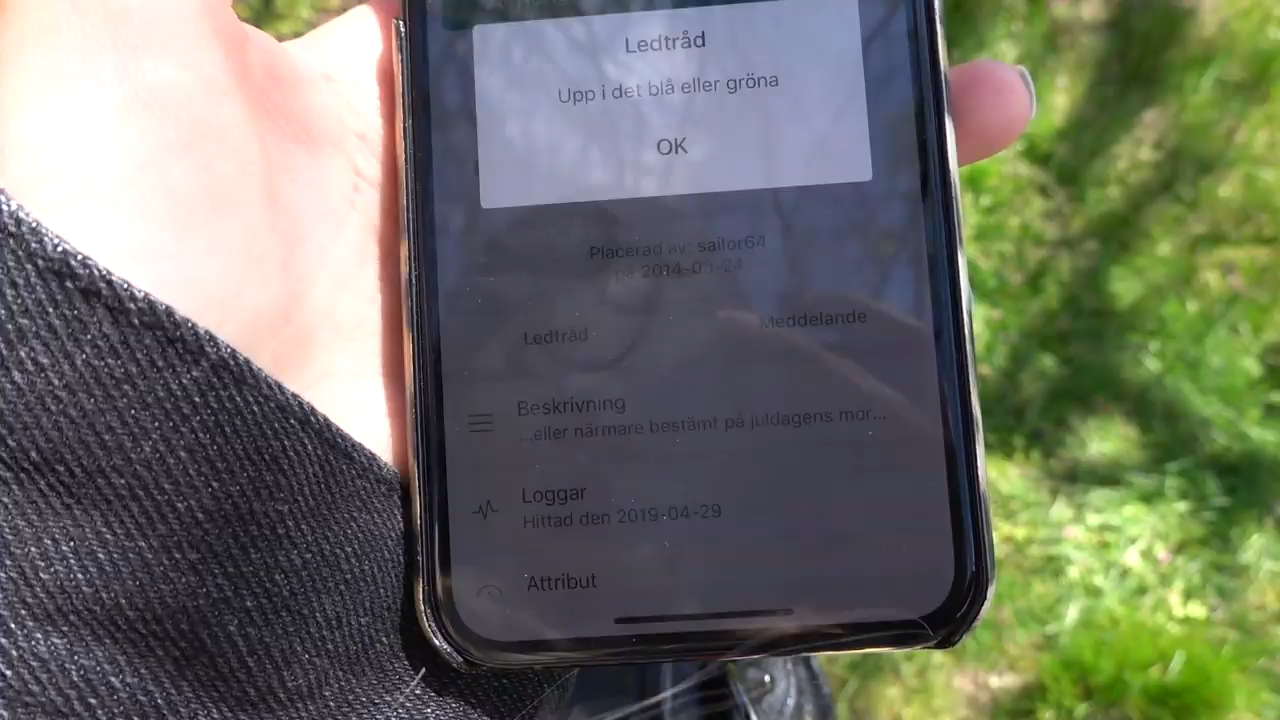 Ledtråd
Upp i det blå eller gröna
OK
Placerad av: sailor64
på
Ledtråd
Meddelande
Beskrivning
...eller närmare bestämt på juldagens mor...
Loggar
Hittad den 2019-04-29
Attribut